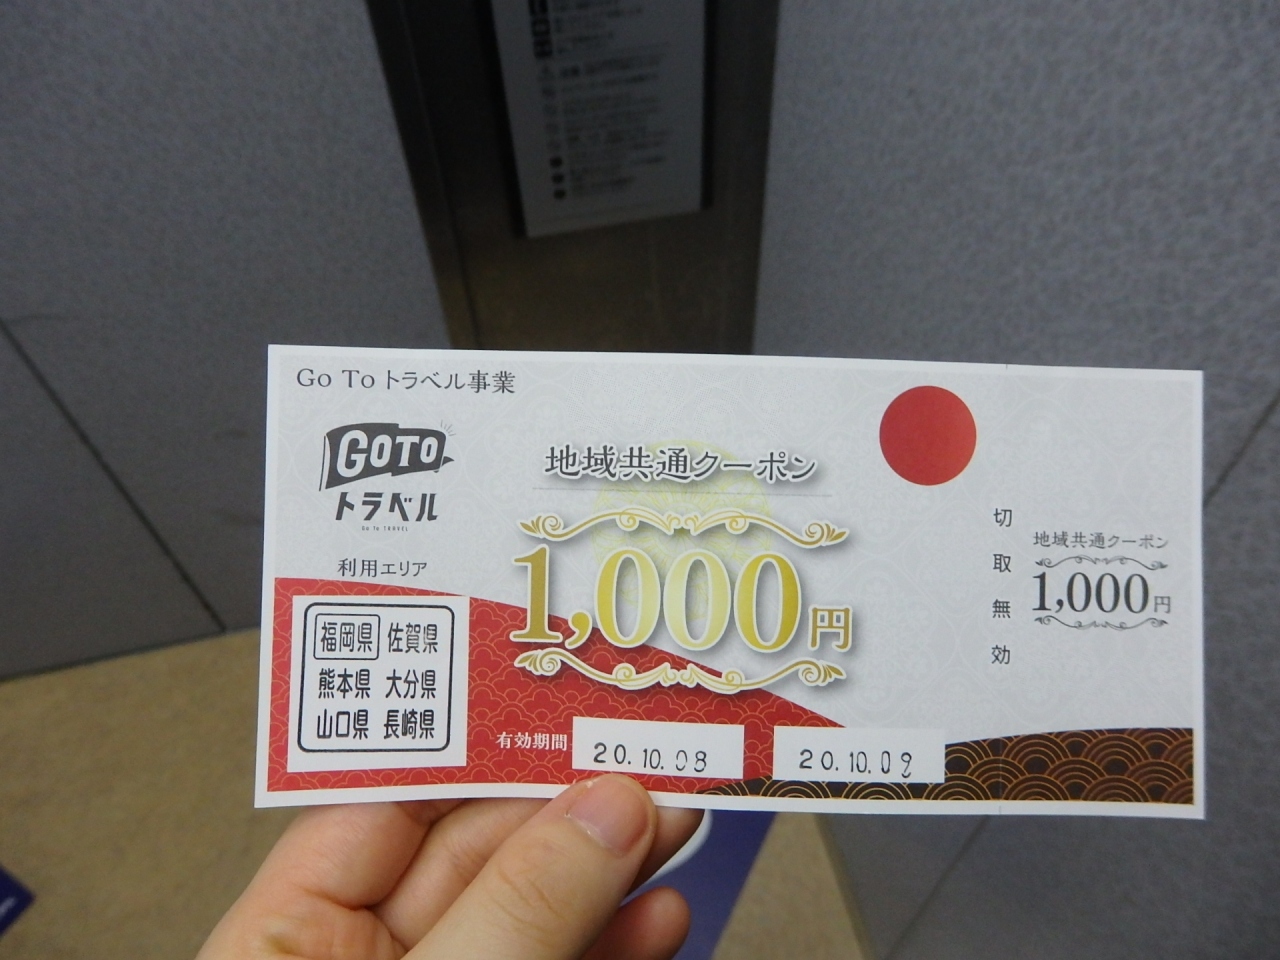 Go To トラベル事業
GOTO
トラベル
Go To TRAVEL
利用エリア
福岡県 佐賀県
熊本県 大分県
山口県 長崎県
地域共通クーポン
1,000円
有効期間 20.10.08 20.10.09
切取無効
地域共通クーポン
1,000円